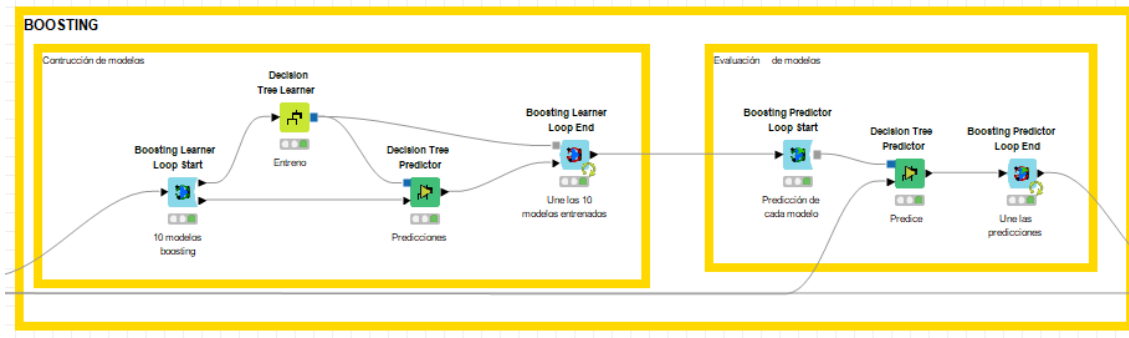 BOOSTING
Contrucción de modelos
Decision
Tree Learner
Entreno
Boosting Learner
Loop Start
10 modelos
boosting
Decision Tree
Predictor
Predicciones
Boosting Learner
Loop End
Une los 10
modelos entrenados
Evaluación de modelos
Boosting Predictor
Loop Start
Predicción de
cada modelo
Decision Tree
Predictor
Predice
Boosting Predictor
Loop End
Une las
predicciones